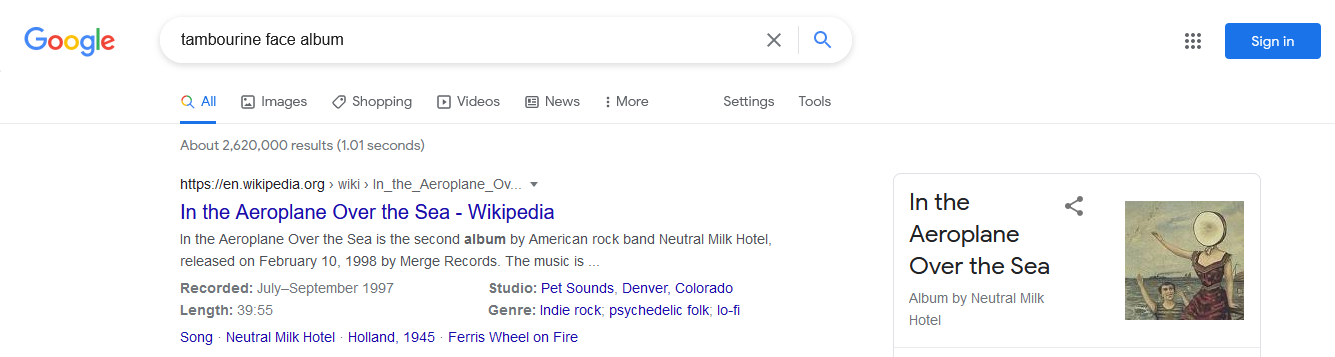 Google
tambourine face album
Sign in
All Images Shopping Videos News More Settings Tools
About 2,620,000 results (1.01 seconds)
https://en.wikipedia.org › wiki › In_the_Aeroplane_Ov...
In the Aeroplane Over the Sea - Wikipedia
In the Aeroplane Over the Sea is the second album by American rock band Neutral Milk Hotel,
released on February 10, 1998 by Merge Records. The music is ...
Recorded: July–September 1997 Studio: Pet Sounds, Denver, Colorado
Length: 39:55 Genre: Indie rock; psychedelic folk; lo-fi
Song · Neutral Milk Hotel · Holland, 1945 · Ferris Wheel on Fire
In the
Aeroplane
Over the Sea
Album by Neutral Milk
Hotel